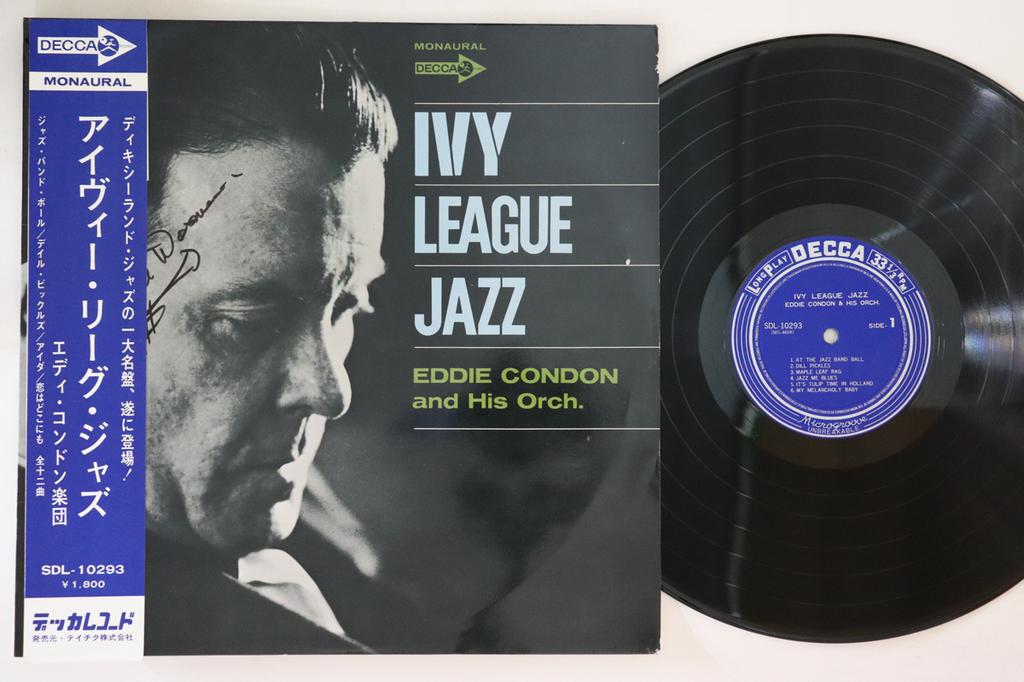 DECCA
MONAURAL
ディキシーランド・ジャズの一大名盤、遂に登場!
アイヴィー・リーグ・ジャズ
エディ・コンドン楽団
ジャズ・バンド・ボール/デイル・ピックルズ/アイダ/恋はどこにも 全十二曲
SDL-10293
¥1,800
デッカレコード
発売元・テイチク株式会社
MONAURAL
DECCA
IVY
LEAGUE
JAZZ
EDDIE CONDON
and His Orch.
LONG PLAY DECCA 33 1/3 RPM
IVY LEAGUE JAZZ
EDDIE CONDON & HIS ORCH.
SDL-10293
SIDE-1
1. AT THE JAZZ BAND BALL
2. DILL PICKLES
3. MAPLE LEAF RAG
4. JAZZ ME BLUES
5. IT'S TULIP TIME IN HOLLAND
6. MY MELANCHOLY BABY
Microgroove
UNBREAKABLE